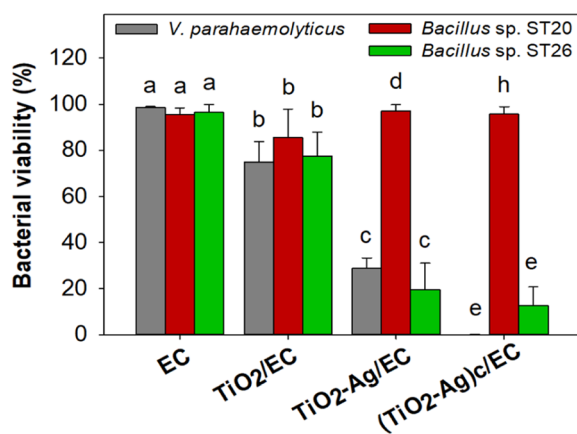 V. parahaemolyticus
Bacillus sp. ST20
Bacillus sp. ST26
Bacterial viability (%)
120
100
80
60
40
20
0
a a a
b b b
c d c
e h e
EC
TiO2/EC
TiO2-Ag/EC
(TiO2-Ag)c/EC